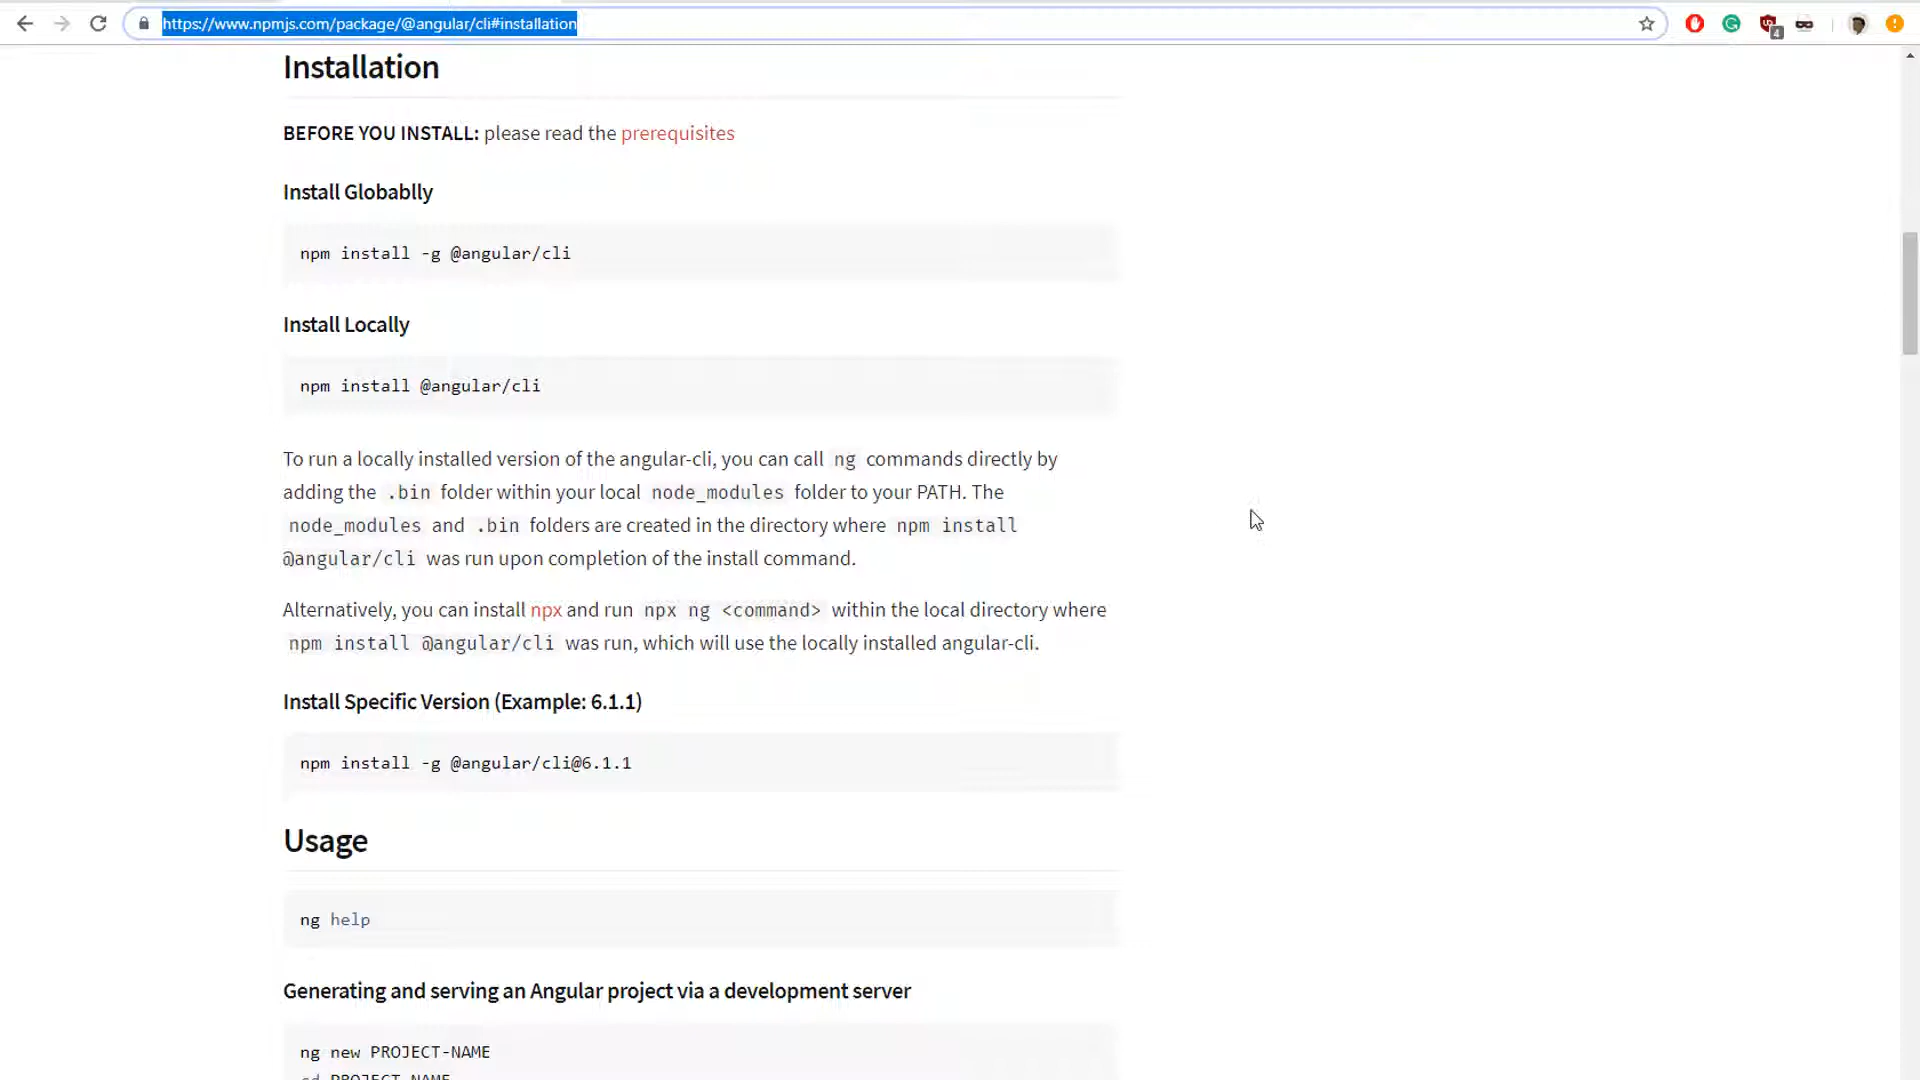 https://www.npmjs.com/package/@angular/cli#installation
4
Installation
BEFORE YOU INSTALL: please read the prerequisites
Install Globablly
npm install -g @angular/cli
Install Locally
npm install @angular/cli
To run a locally installed version of the angular-cli, you can call ng commands directly by
adding the .bin folder within your local node_modules folder to your PATH. The
node_modules and .bin folders are created in the directory where npm install
@angular/cli was run upon completion of the install command.
Alternatively, you can install npx and run npx ng <command> within the local directory where
npm install @angular/cli was run, which will use the locally installed angular-cli.
Install Specific Version (Example: 6.1.1)
npm install -g @angular/cli@6.1.1
Usage
ng help
Generating and serving an Angular project via a development server
ng new PROJECT-NAME
cd PROJECT-NAME